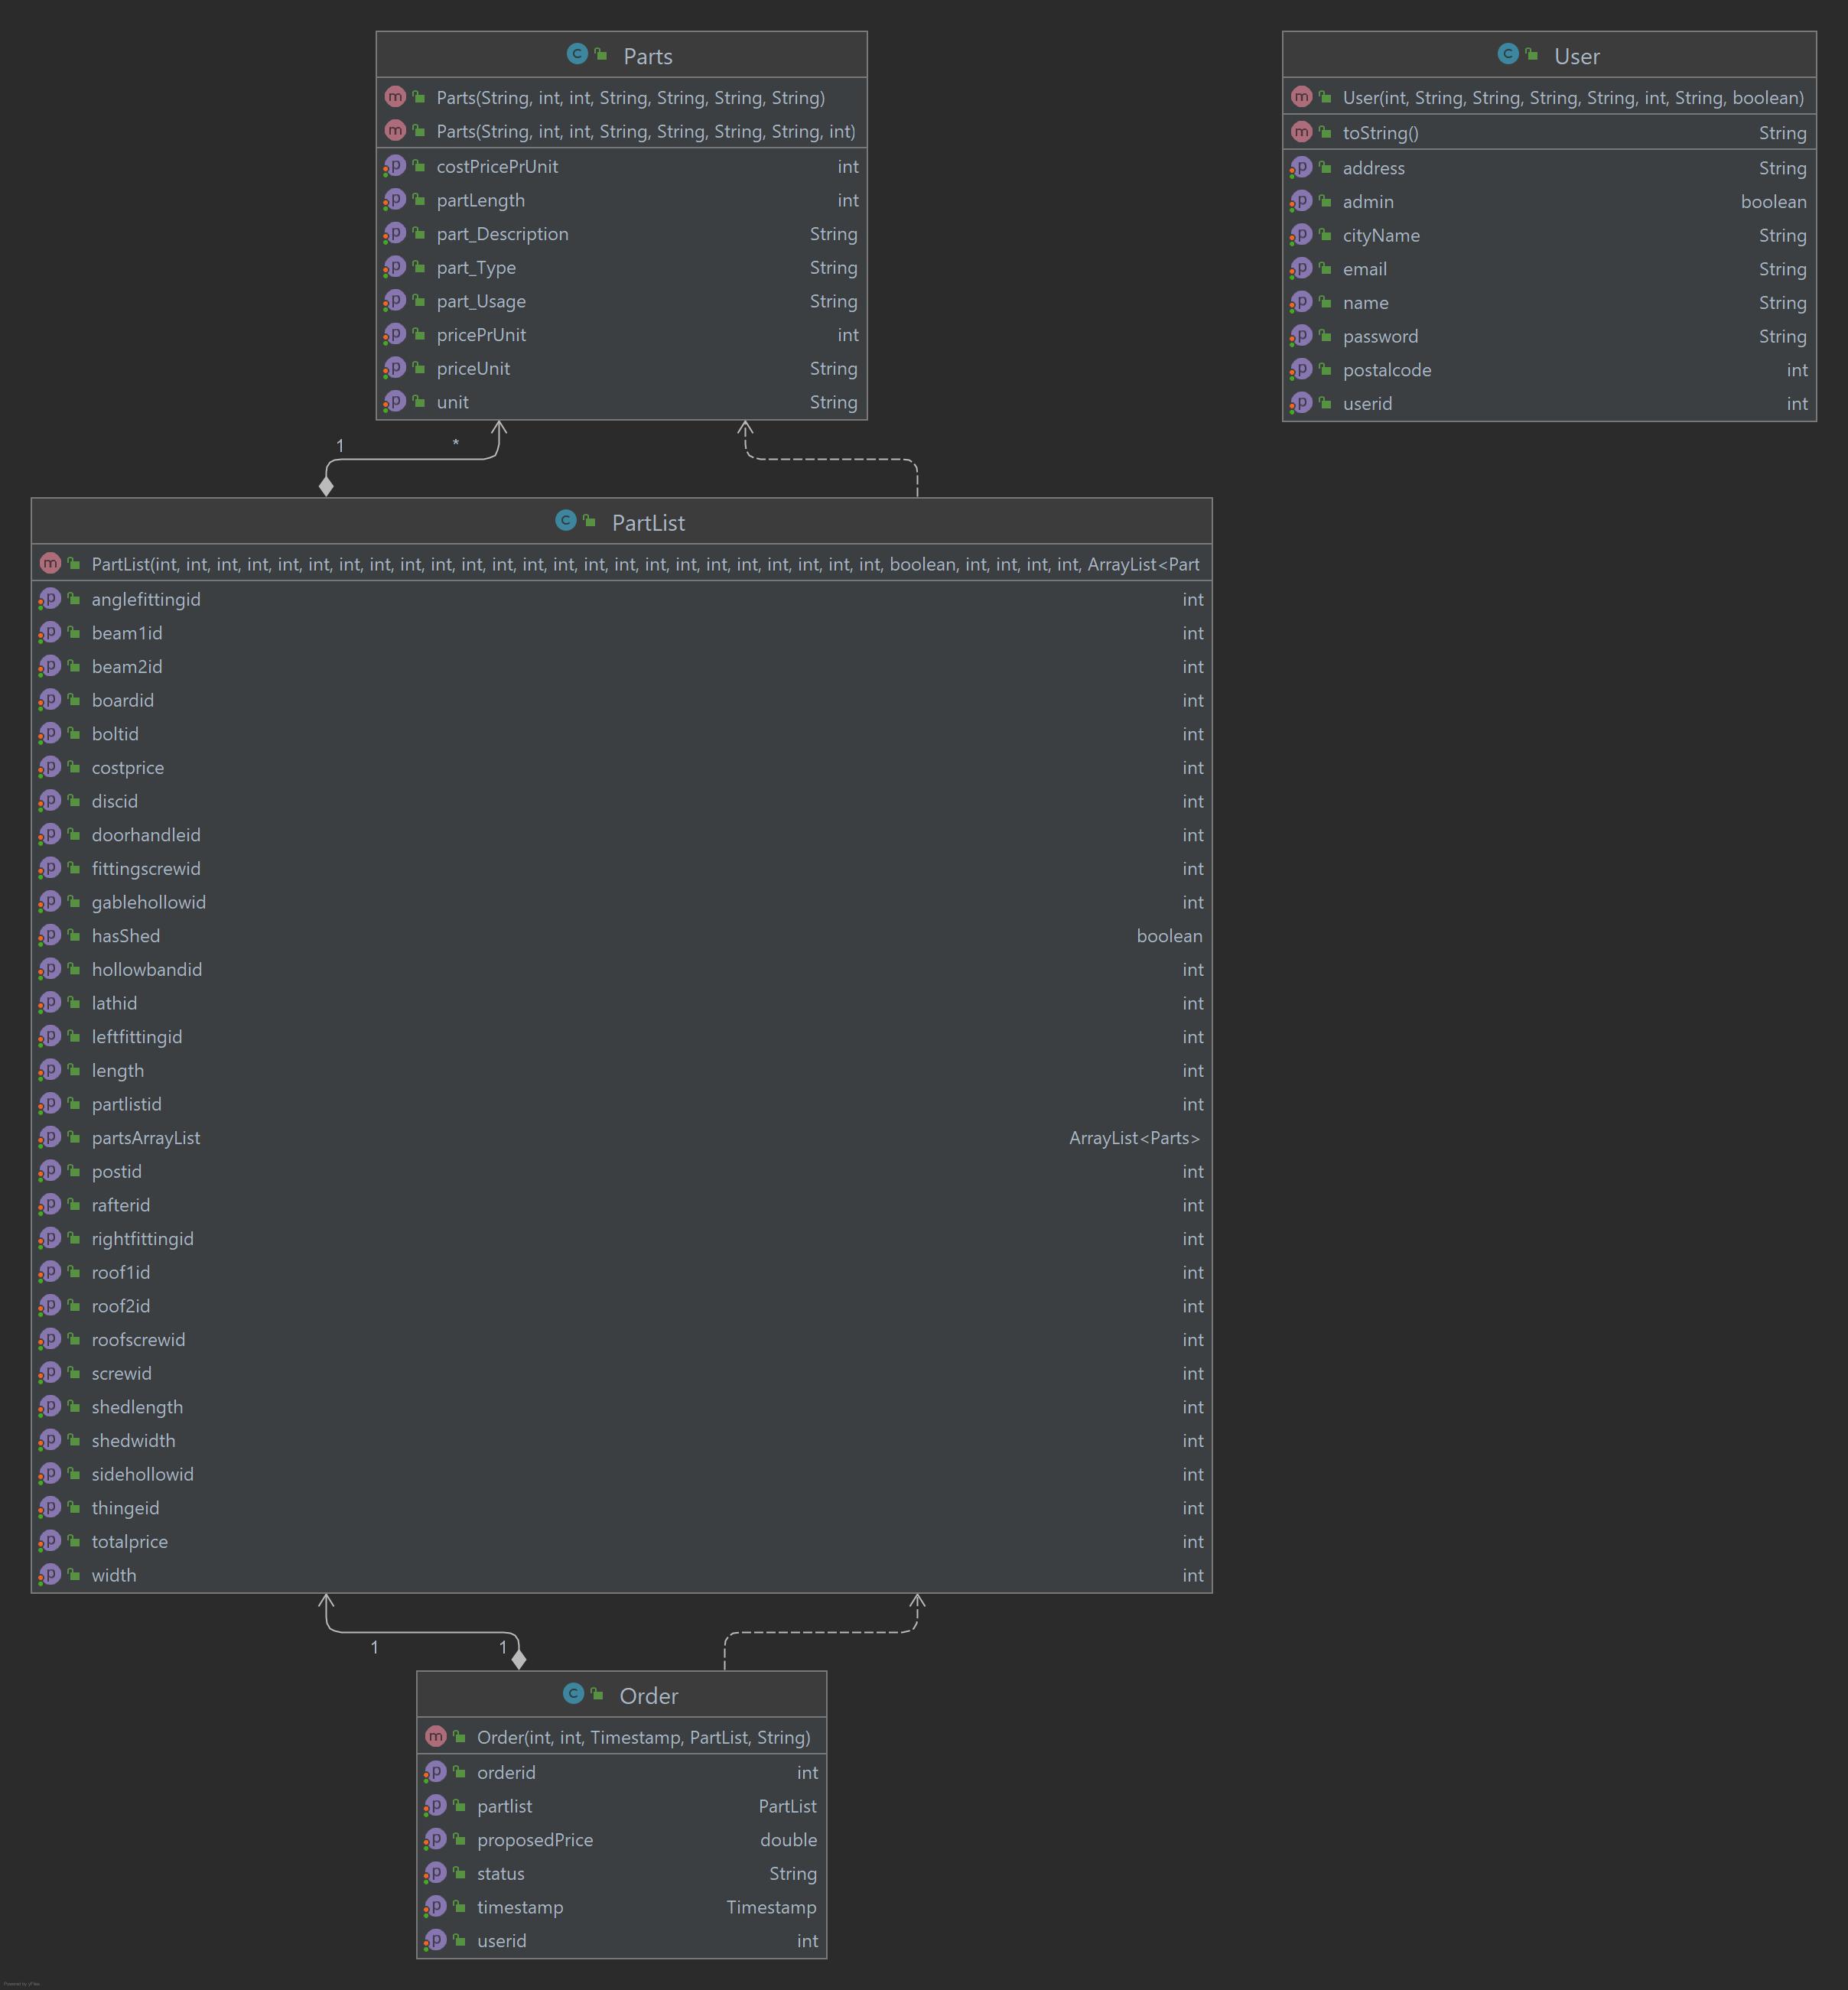 Parts
Parts(String, int, int, String, String, String, String)
Parts(String, int, int, String, String, String, String, int)
costPricePrUnit int
partLength int
part_Description String
part_Type String
part_Usage String
pricePrUnit int
priceUnit String
unit String
User
User(int, String, String, String, String, int, String, boolean)
toString() String
address String
admin boolean
cityName String
email String
name String
password String
postalcode int
userid int
1 *
PartList
PartList(int, int, int, int, int, int, int, int, int, int, int, int, int, int, int, int, int, int, int, int, int, int, int, int, boolean, int, int, int, int, ArrayList<Part
anglefittingid int
beam1id int
beam2id int
boardid int
boltid int
costprice int
discid int
doorhandleid int
fittingscrewid int
gablehollowid int
hasShed boolean
hollowbandid int
lathid int
leftfittingid int
length int
partlistid int
partsArrayList ArrayList<Parts>
postid int
rafterid int
rightfittingid int
roof1id int
roof2id int
roofscrewid int
screwid int
shedlength int
shedwidth int
sidehollowid int
thingeid int
totalprice int
width int
1 1
Order
Order(int, int, Timestamp, PartList, String)
orderid int
partlist PartList
proposedPrice double
status String
timestamp Timestamp
userid int
Powered by yFiles